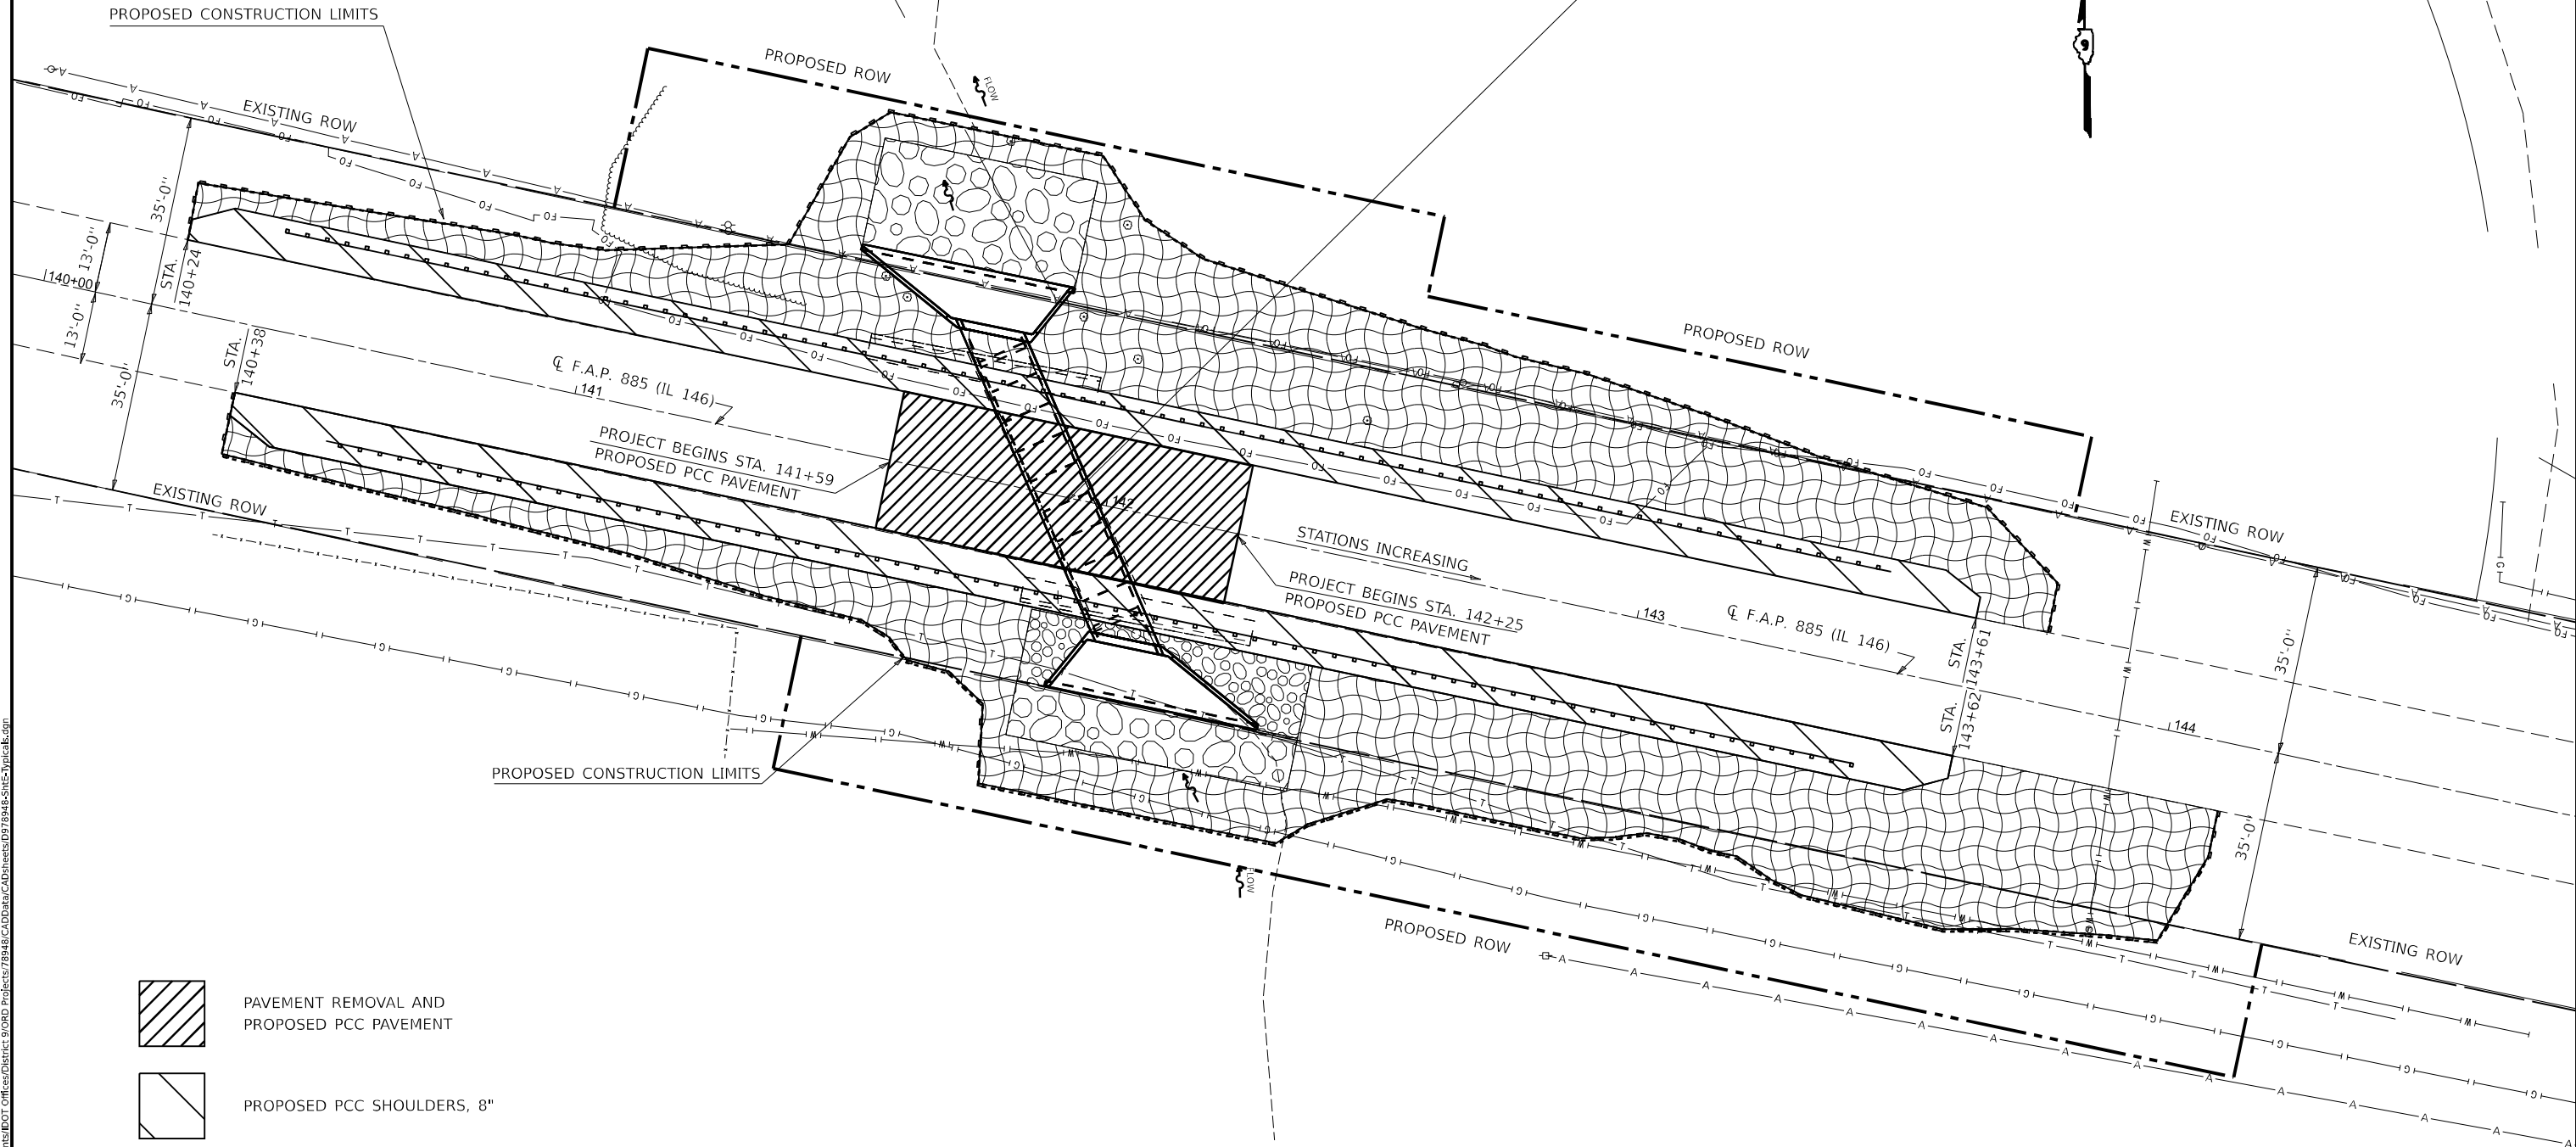 PROPOSED CONSTRUCTION LIMITS
PROPOSED ROW
FLOW
EXISTING ROW
35'-0''
13'-0''
140+00
13'-0''
35'-0'
STA.
140+24
STA.
140+38
℄ F.A.P. 885 (IL 146)
141
PROJECT BEGINS STA. 141+59
PROPOSED PCC PAVEMENT
142
PROPOSED ROW
STATIONS INCREASING
PROJECT BEGINS STA. 142+25
PROPOSED PCC PAVEMENT
143
℄ F.A.P. 885 (IL 146)
STA.
143+61
STA.
143+62
EXISTING ROW
35'-0''
144
35'-0''
EXISTING ROW
PROPOSED CONSTRUCTION LIMITS
FLOW
PROPOSED ROW
EXISTING ROW
PAVEMENT REMOVAL AND
PROPOSED PCC PAVEMENT
PROPOSED PCC SHOULDERS, 8"